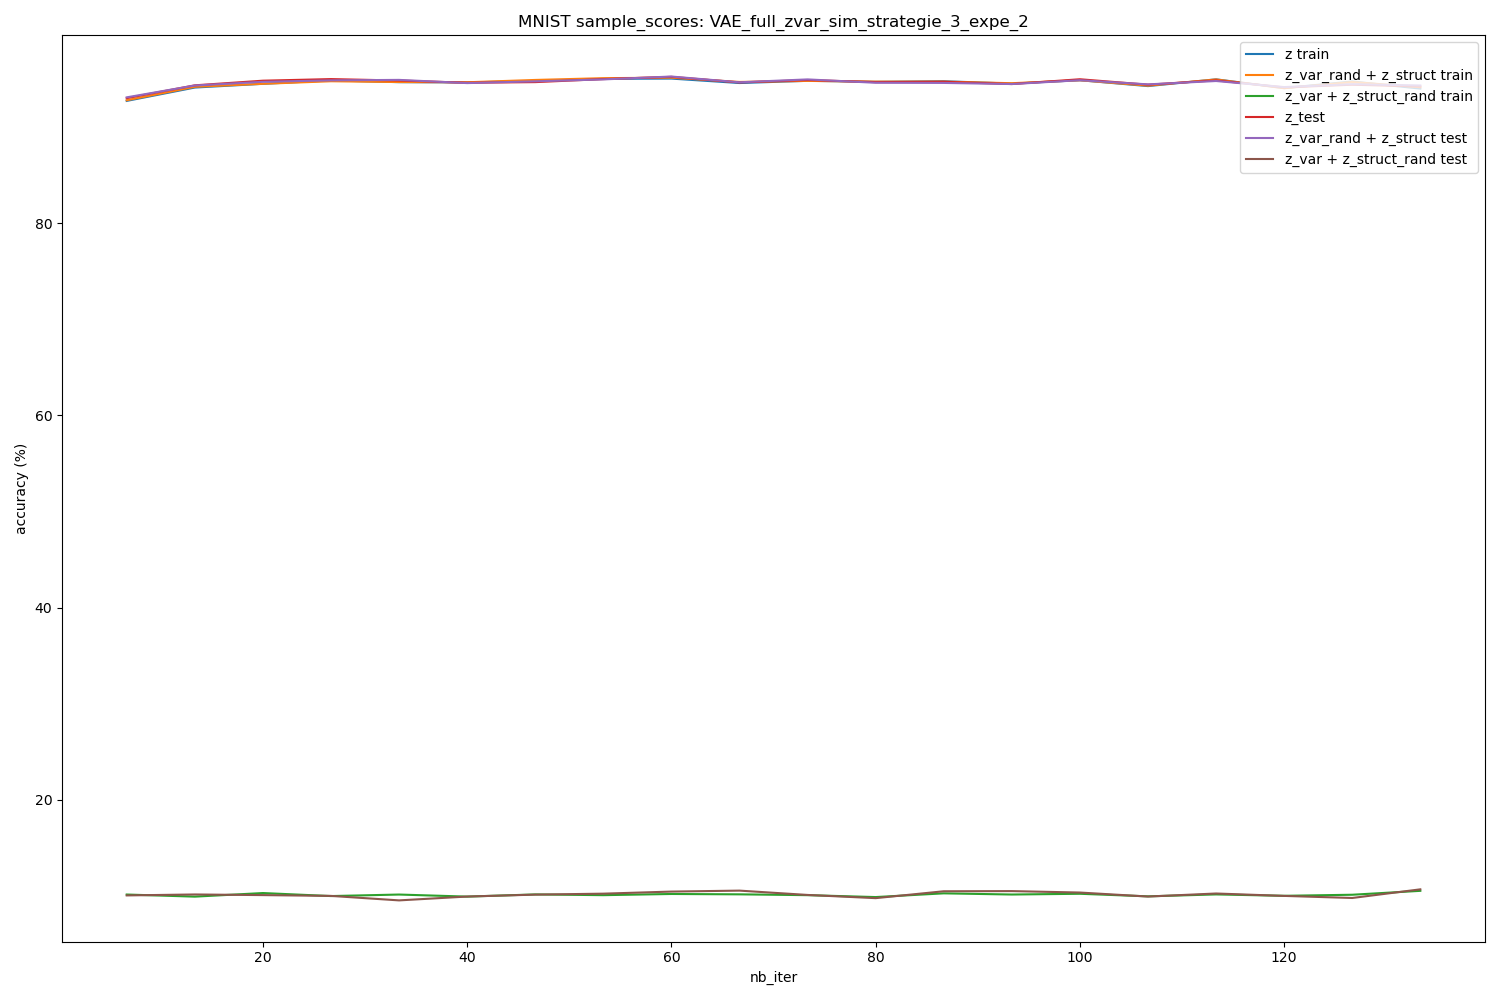 MNIST sample_scores: VAE_full_zvar_sim_strategie_3_expe_2
z train
z_var_rand + z_struct train
z_var + z_struct_rand train
z_test
z_var_rand + z_struct test
z_var + z_struct_rand test
80
60
40
20
accuracy (%)
20 40 60 80 100 120
nb_iter